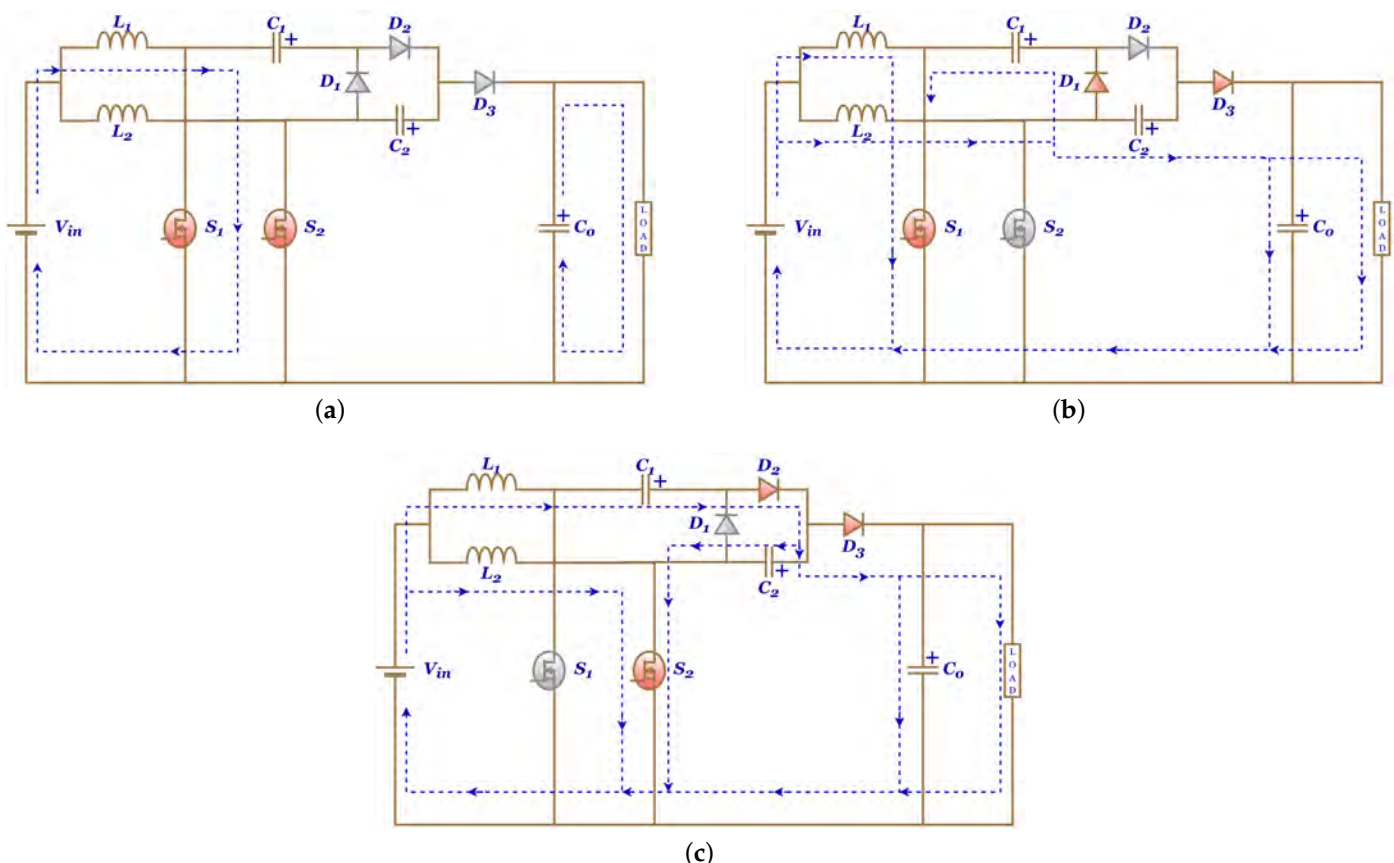 L1
C1 +
D2
D1
D3
L2
C2 +
Vin
S1
S2
+
Co
LOAD
(a)
L1
C1 +
D2
D1
D3
L2
C2 +
Vin
S1
S2
+
Co
LOAD
(b)
L1
C1 +
D2
D1
D3
L2
C2 +
Vin
S1
S2
+
Co
LOAD
(c)